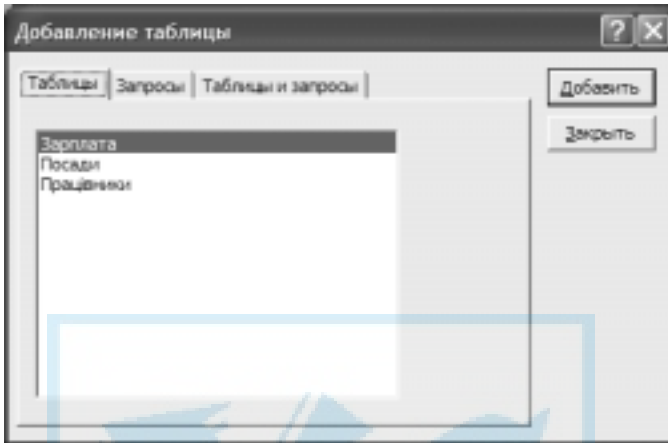 Добавление таблицы
Таблицы Запросы Таблицы и запросы
Добавить
Закрыть
Зарплата
Посади
Працівники